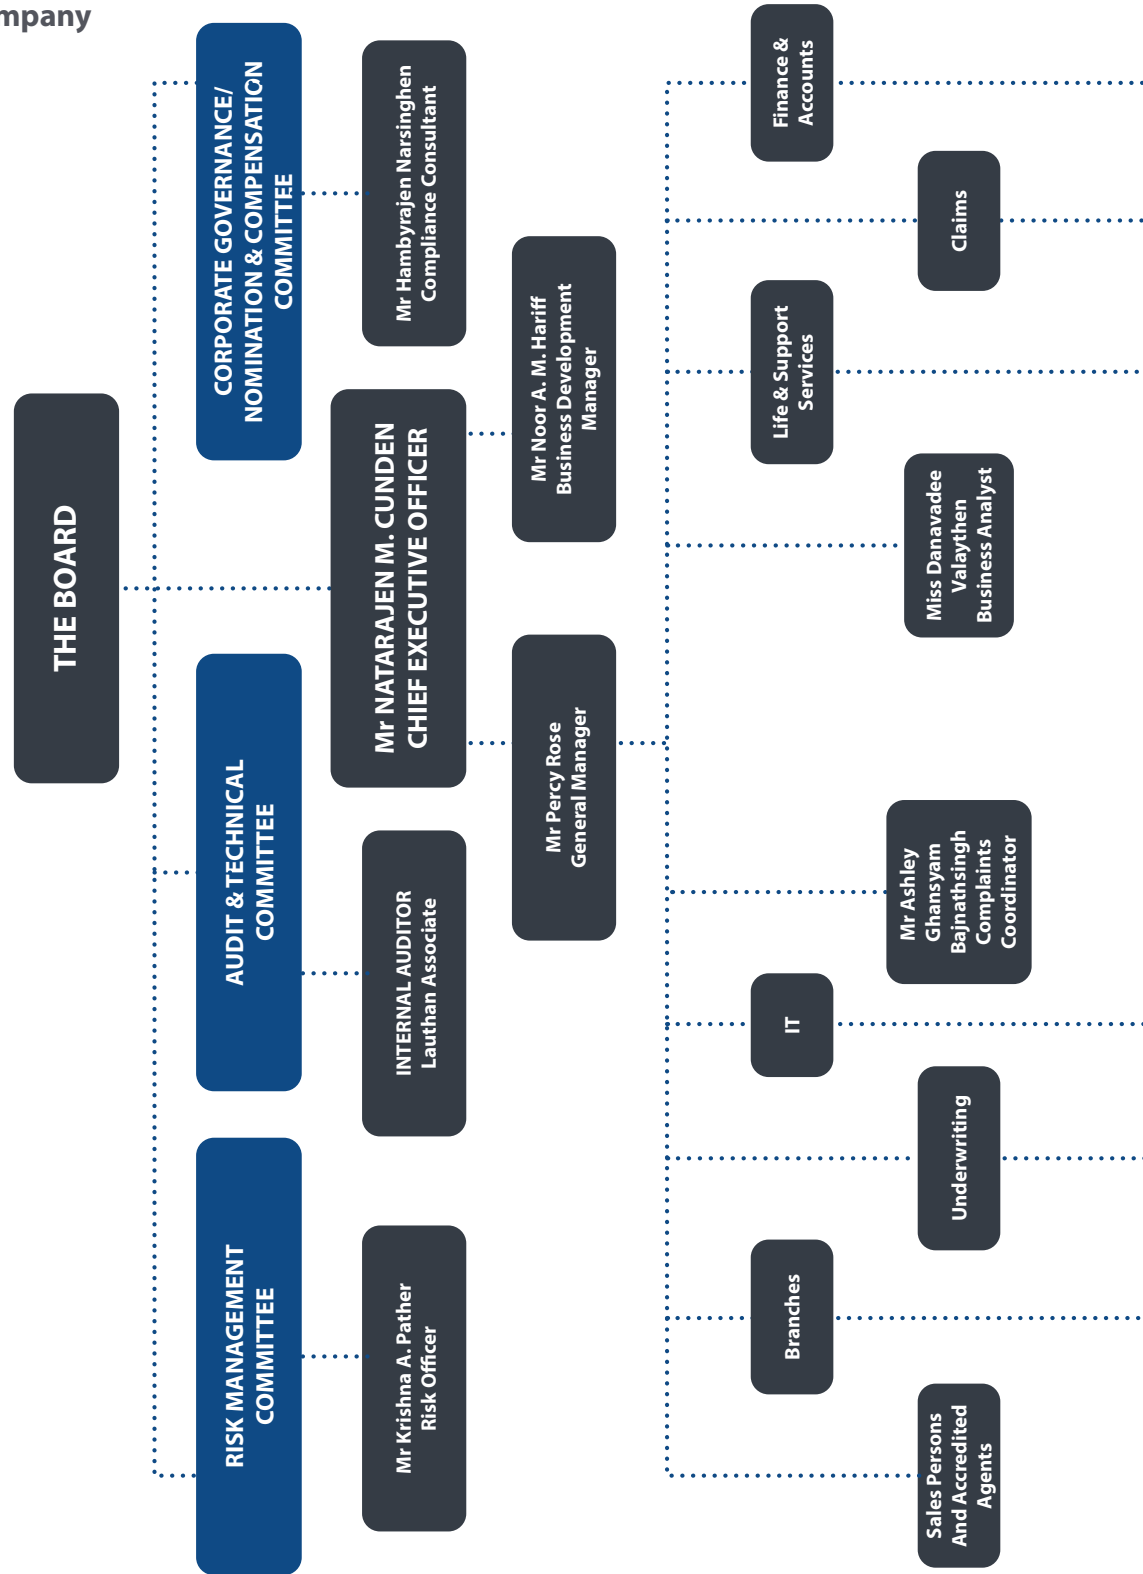 mpany
THE BOARD
RISK MANAGEMENT
COMMITTEE
AUDIT & TECHNICAL
COMMITTEE
CORPORATE GOVERNANCE/
NOMINATION & COMPENSATION
COMMITTEE
Mr Krishna A. Pather
Risk Officer
INTERNAL AUDITOR
Lauthan Associate
Mr NATARAJEN M. CUNDEN
CHIEF EXECUTIVE OFFICER
Mr Hambyrajen Narsinghen
Compliance Consultant
Mr Percy Rose
General Manager
Mr Noor A. M. Hariff
Business Development
Manager
Sales Persons
And Accredited
Agents
Branches
Underwriting
IT
Mr Ashley
Ghansyam
Bajnathsingh
Complaints
Coordinator
Miss Danavadee
Valaythen
Business Analyst
Life & Support
Services
Claims
Finance &
Accounts